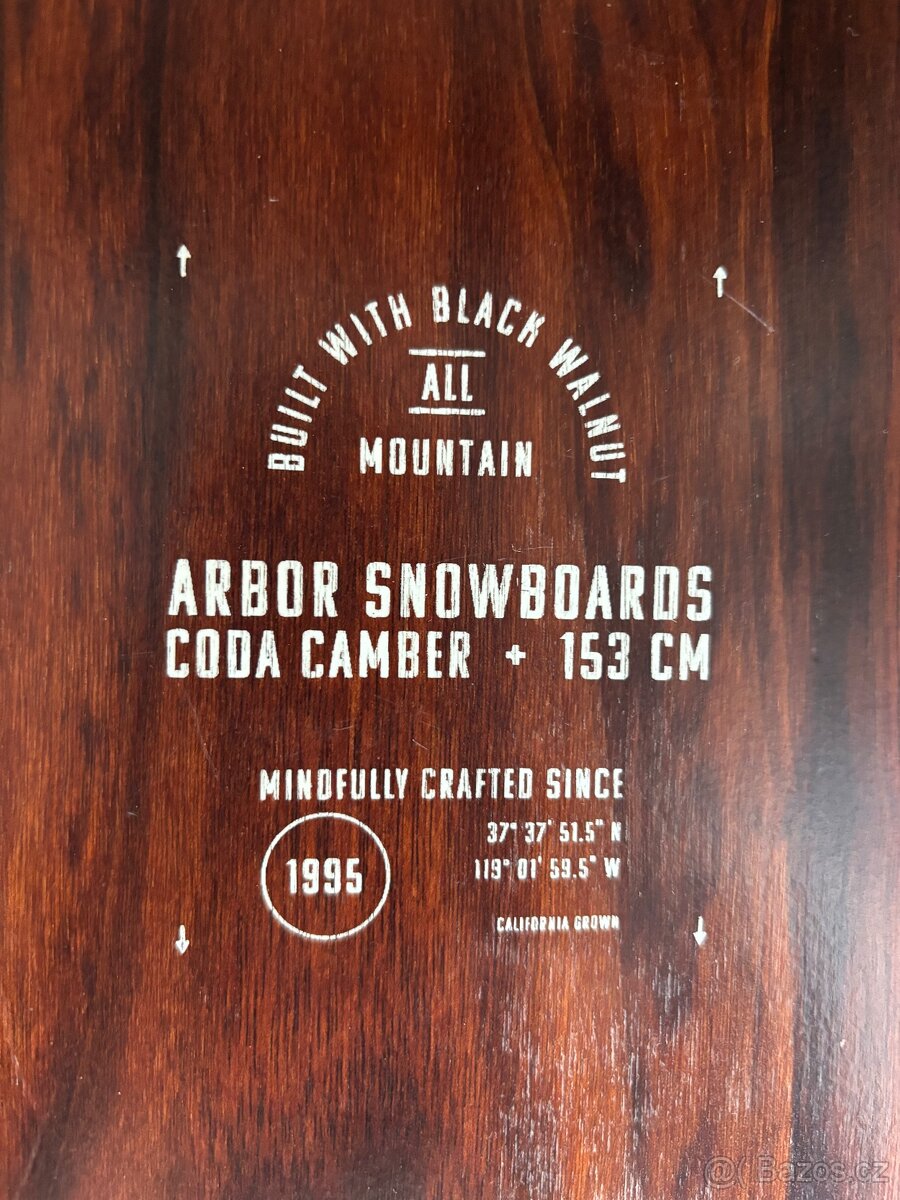 BUILT WITH BLACK WALNUT
ALL
MOUNTAIN
ARBOR SNOWBOARDS
CODA CAMBER + 153 CM
MINDFULLY CRAFTED SINCE
1995
37° 37' 51.5" N
119° 01' 59.5" W
CALIFORNIA GROWN
@ Bazos.cz